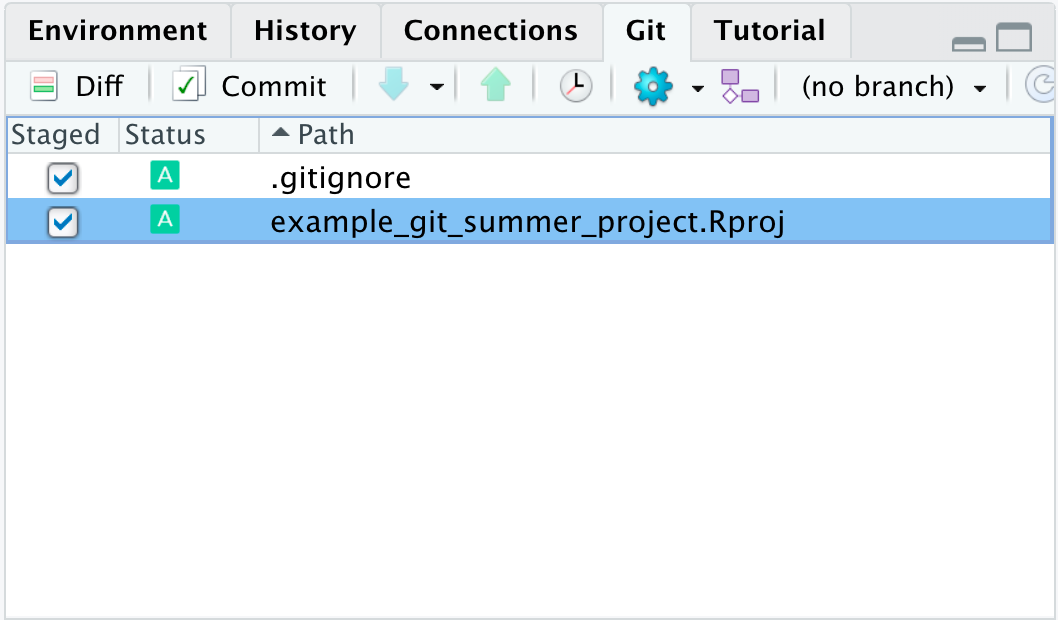 Environment History Connections Git Tutorial
Diff Commit (no branch)
Staged Status Path
A .gitignore
A example_git_summer_project.Rproj